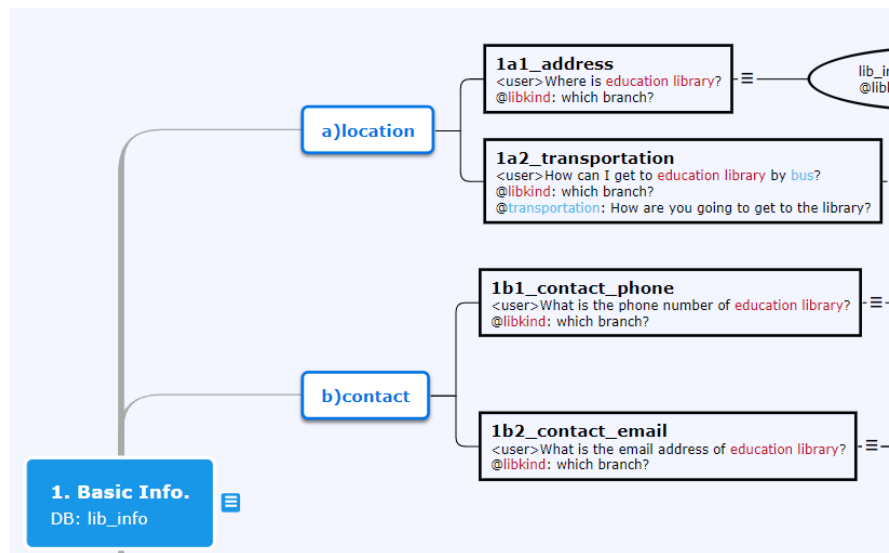 1a1_address
<user>Where is education library?
@libkind: which branch?
a)location
1a2_transportation
<user>How can I get to education library by bus?
@libkind: which branch?
@transportation: How are you going to get to the library?
1b1_contact_phone
<user>What is the phone number of education library?
@libkind: which branch?
b)contact
1b2_contact_email
<user>What is the email address of education library?
@libkind: which branch?
1. Basic Info.
DB: lib_info